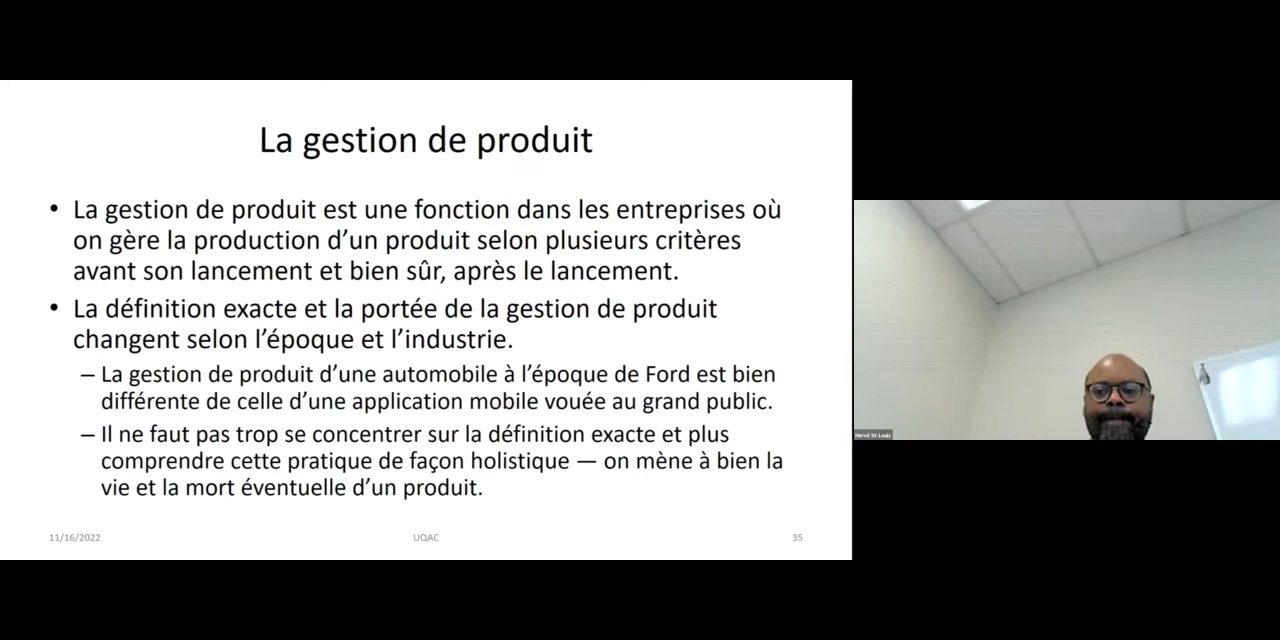 La gestion de produit
• La gestion de produit est une fonction dans les entreprises où
on gère la production d’un produit selon plusieurs critères
avant son lancement et bien sûr, après le lancement.
• La définition exacte et la portée de la gestion de produit
changent selon l’époque et l’industrie.
– La gestion de produit d’une automobile à l’époque de Ford est bien
différente de celle d’une application mobile vouée au grand public.
– Il ne faut pas trop se concentrer sur la définition exacte et plus
comprendre cette pratique de façon holistique — on mène à bien la
vie et la mort éventuelle d’un produit.
11/16/2022
UQAC
35
Hervé St-Louis